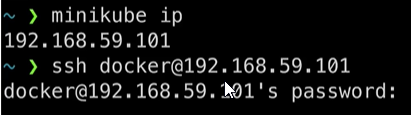 ~ ❯ minikube ip
192.168.59.101
~ ❯ ssh docker@192.168.59.101
docker@192.168.59.101's password: